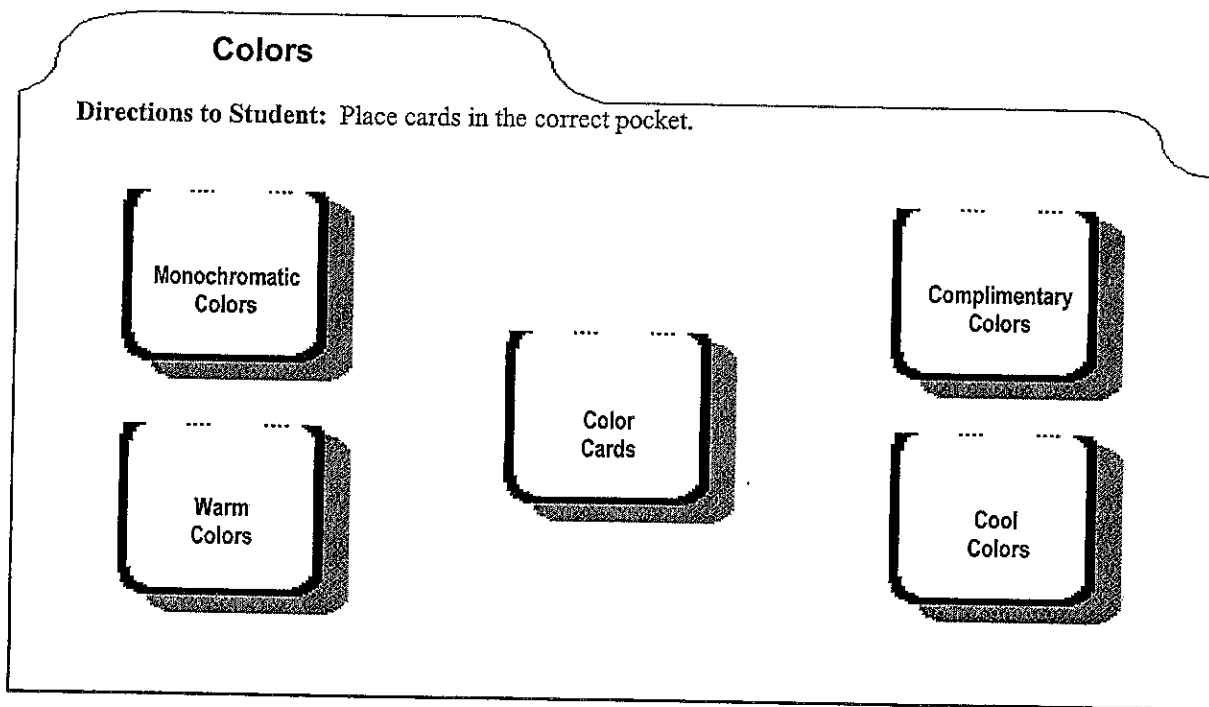 Colors
Directions to Student: Place cards in the correct pocket.
Monochromatic
Colors
Complimentary
Colors
Color
Cards
Warm
Colors
Cool
Colors